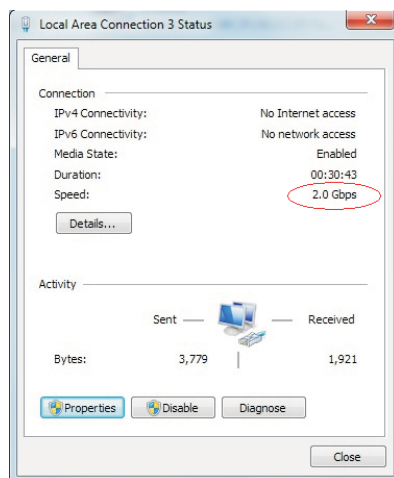 Local Area Connection 3 Status
General
Connection
IPv4 Connectivity: No Internet access
IPv6 Connectivity: No network access
Media State: Enabled
Duration: 00:30:43
Speed: 2.0 Gbps
Details...
Activity
Sent Received
Bytes: 3,779 1,921
Properties Disable Diagnose
Close